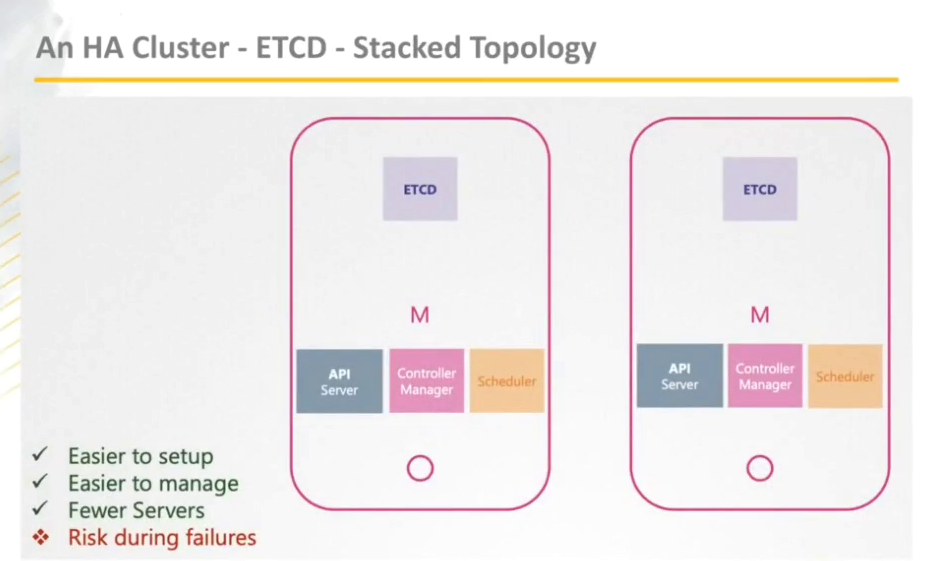 An HA Cluster - ETCD - Stacked Topology
ETCD
M
API
Server
Controller
Manager
Scheduler
ETCD
M
API
Server
Controller
Manager
Scheduler
✓ Easier to setup
✓ Easier to manage
✓ Fewer Servers
❖ Risk during failures